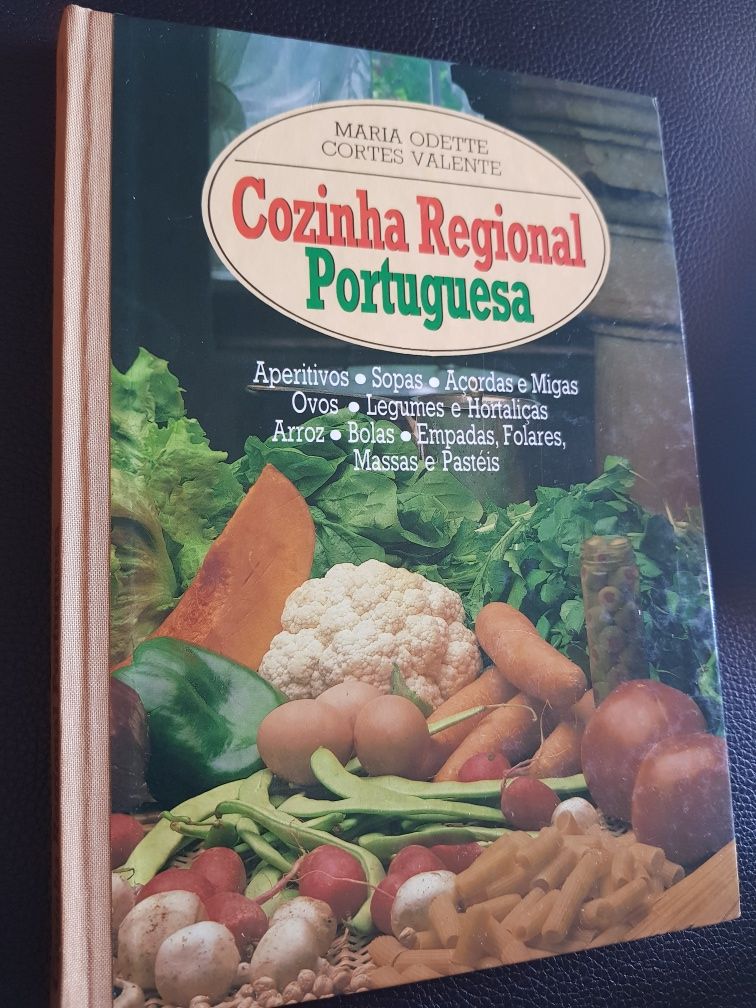 MARIA ODETTE
CORTES VALENTE
Cozinha Regional
Portuguesa
Aperitivos • Sopas • Açordas e Migas
Ovos • Legumes e Hortaliças
Arroz • Bolas • Empadas, Folares,
Massas e Pastéis